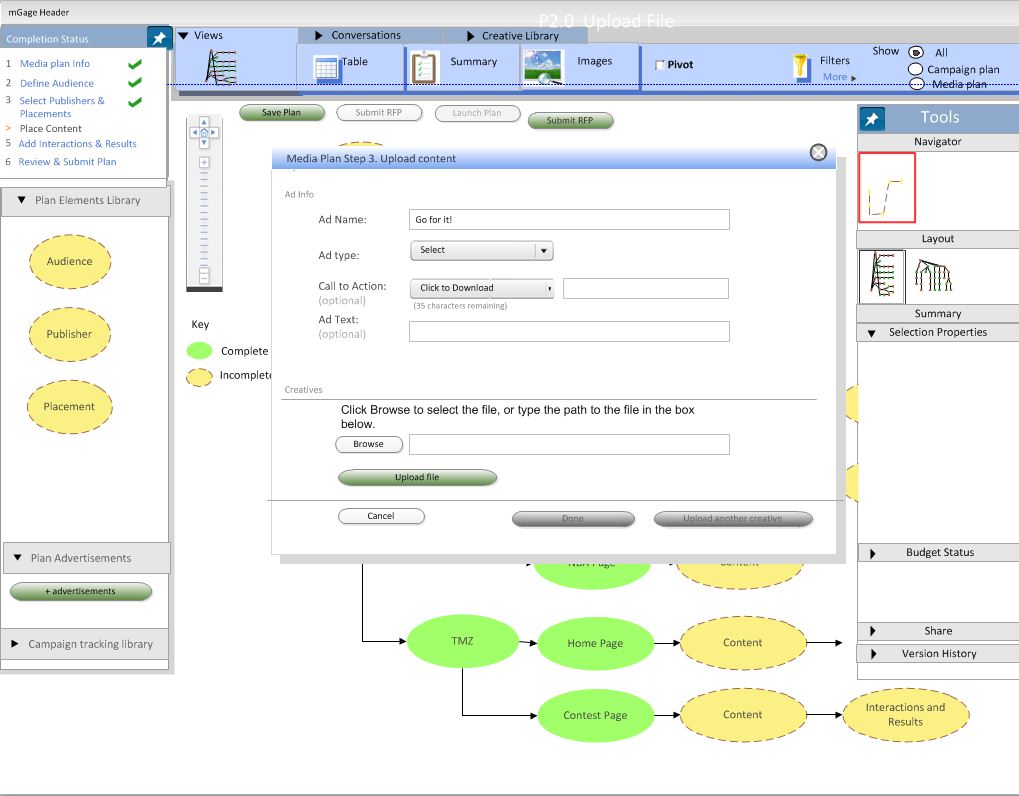 mGage Header
P2.0 Upload File
Completion Status
1 Media plan Info
2 Define Audience
3 Select Publishers &
Placements
> Place Content
5 Add Interactions & Results
6 Review & Submit Plan
Views
Conversations
Creative Library
Table
Summary
Images
Pivot
Filters
More
Show
All
Campaign plan
Media plan
Save Plan
Submit RFP
Launch Plan
Submit RFP
Plan Elements Library
Audience
Publisher
Placement
Plan Advertisements
+ advertisements
Campaign tracking library
Key
Complete
Incomplete
Media Plan Step 3. Upload content
Ad Info
Ad Name:
Go for it!
Ad type:
Select
Call to Action:
(optional)
Click to Download
(35 characters remaining)
Ad Text:
(optional)
Creatives
Click Browse to select the file, or type the path to the file in the box
below.
Browse
Upload file
Cancel
Done
Upload another creative
NBA Page
Content
TMZ
Home Page
Content
Contest Page
Content
Interactions and
Results
Tools
Navigator
Layout
Summary
Selection Properties
Budget Status
Share
Version History